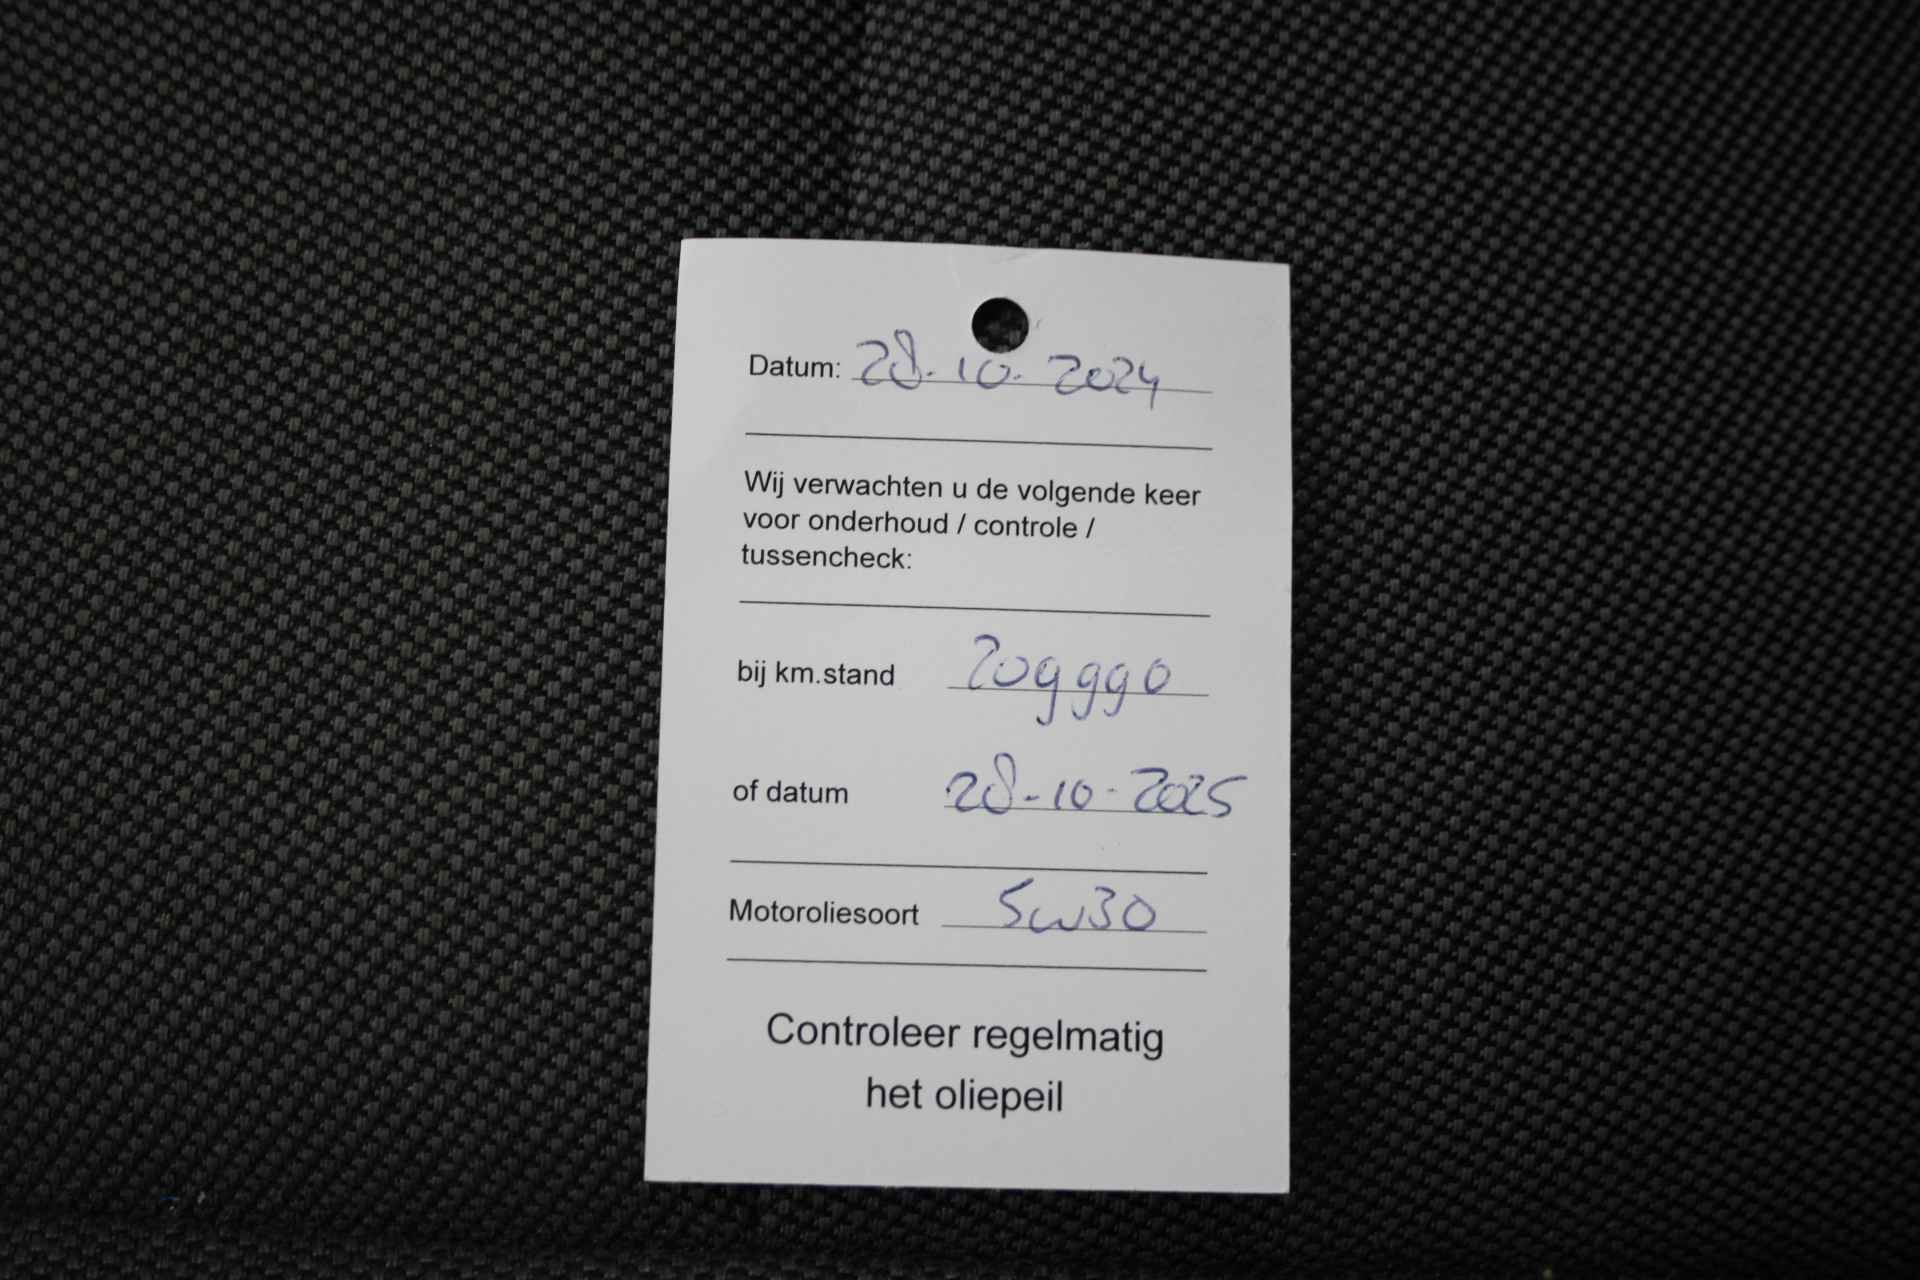 Datum: 28-10-2024
Wij verwachten u de volgende keer
voor onderhoud / controle /
tussencheck:
bij km.stand 209990
of datum 28-10-2025
Motoroliesoort 5w30
Controleer regelmatig
het oliepeil